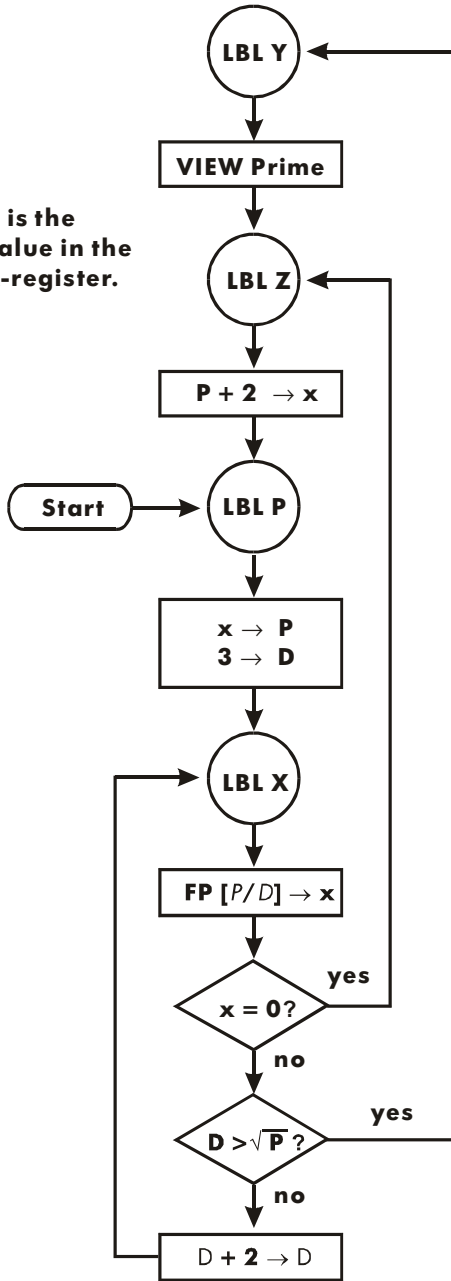 LBL Y
VIEW Prime
is the
alue in the
-register.
LBL Z
P + 2 → x
Start
LBL P
x → P
3 → D
LBL X
FP [P/D] → x
yes
x = 0?
no
yes
D > √P ?
no
D + 2 → D